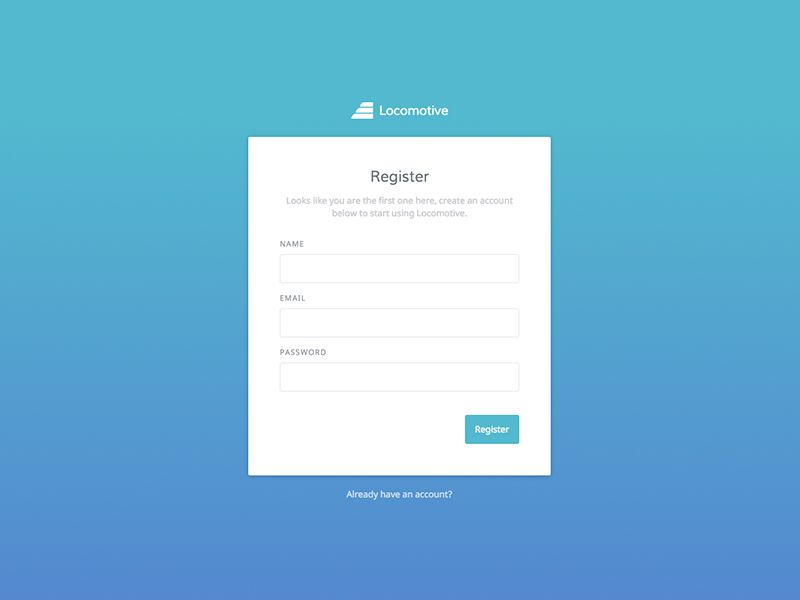 Locomotive
Register
Looks like you are the first one here, create an account
below to start using Locomotive.
NAME
EMAIL
PASSWORD
Register
Already have an account?